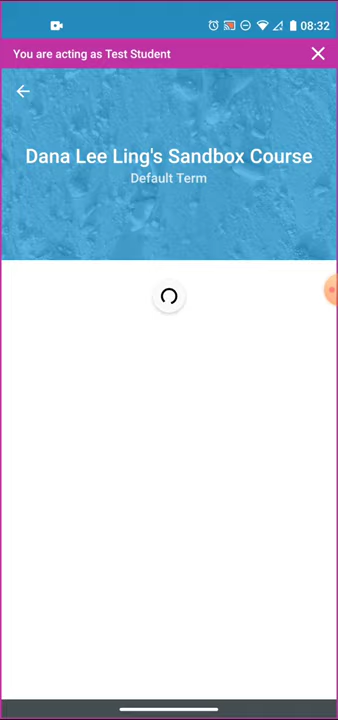 08:32
You are acting as Test Student
Dana Lee Ling's Sandbox Course
Default Term